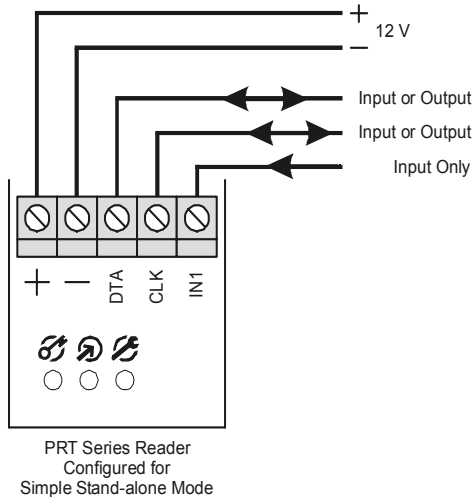 +
12 V
−
Input or Output
Input or Output
Input Only
+ − DTA CLK IN1
PRT Series Reader
Configured for
Simple Stand-alone Mode